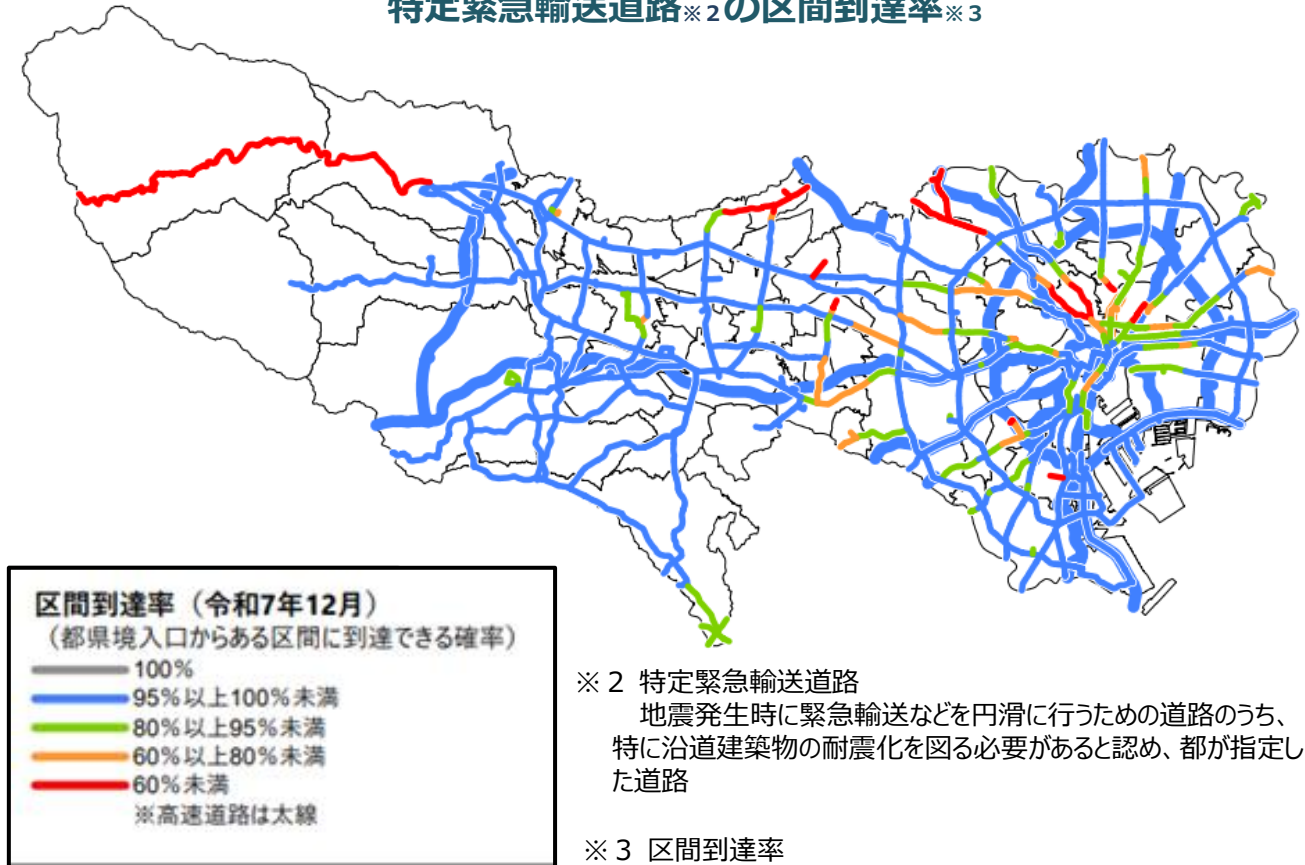 特定緊急輸送道路※2の区間到達率※3
区間到達率（令和7年12月）
（都県境入口からある区間に到達できる確率）
100%
95%以上100%未満
80%以上95%未満
60%以上80%未満
60%未満
※高速道路は太線
※２ 特定緊急輸送道路
地震発生時に緊急輸送などを円滑に行うための道路のうち、
特に沿道建築物の耐震化を図る必要があると認め、都が指定し
た道路
※３ 区間到達率